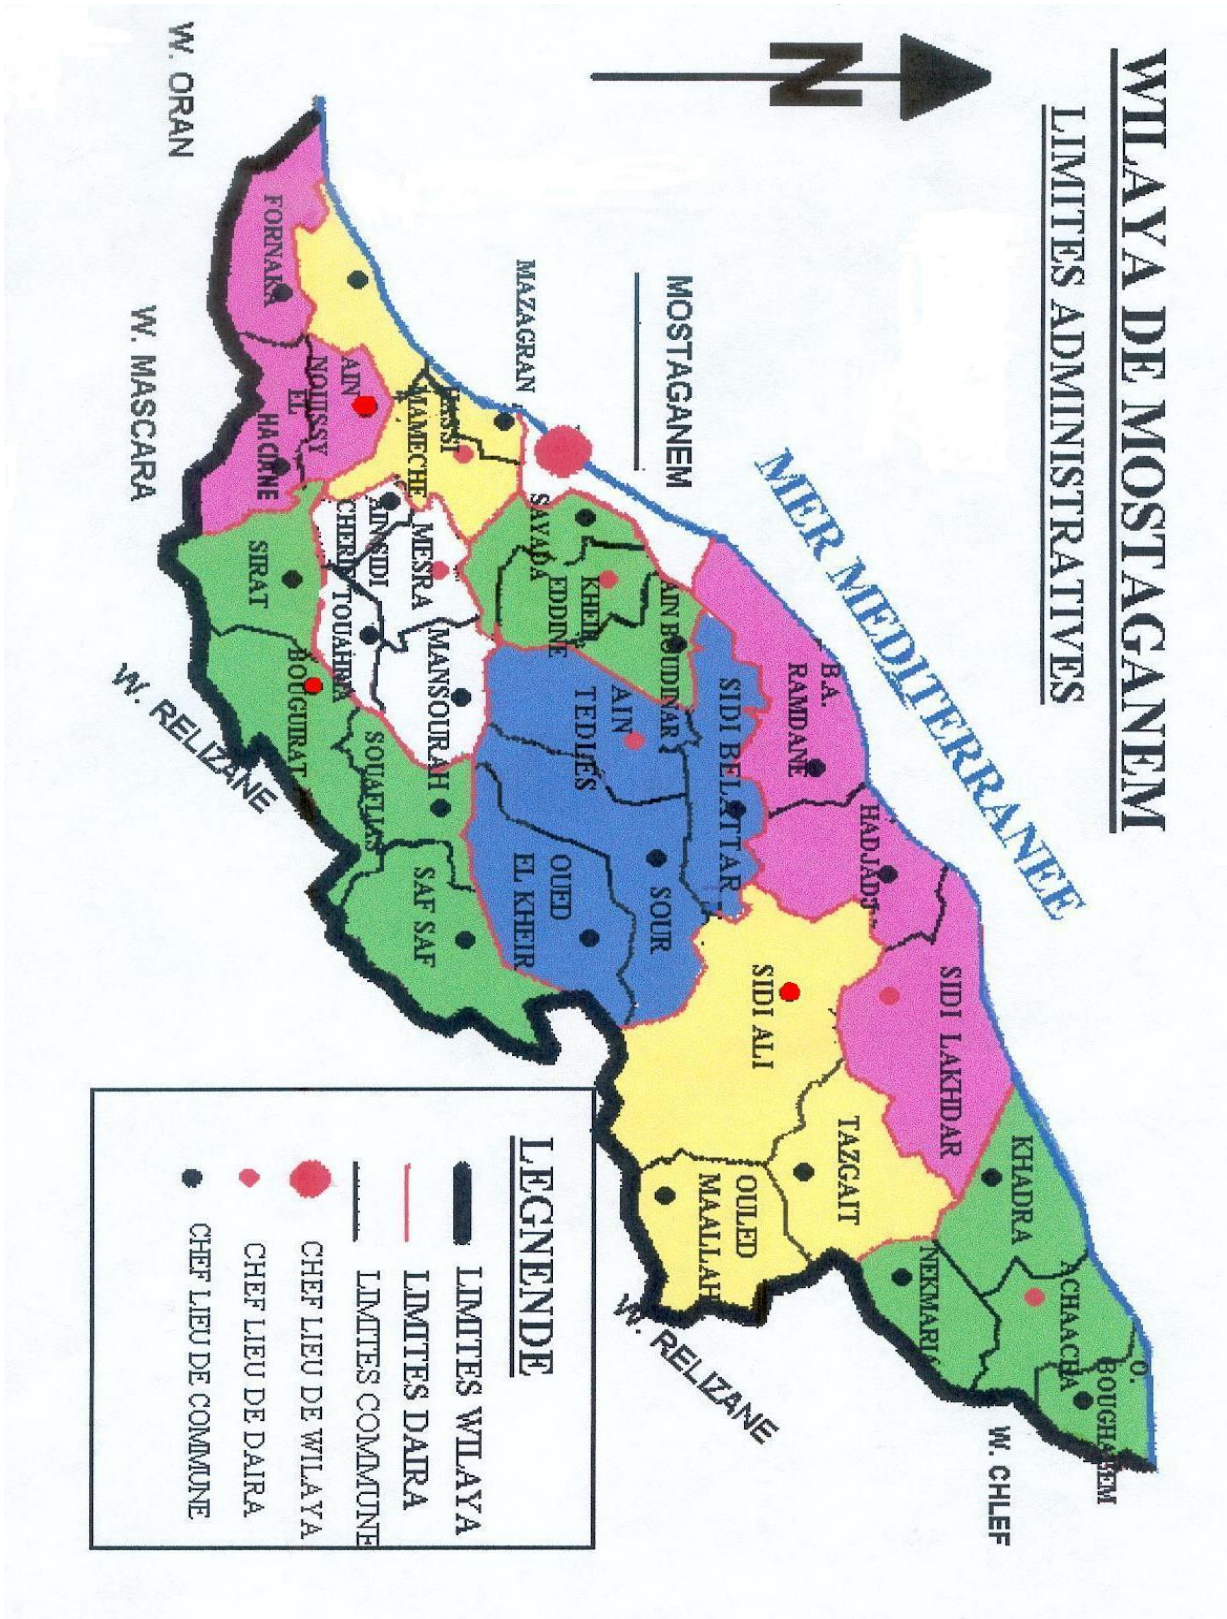 WILAYA DE MOSTAGANEM
LIMITES ADMINISTRATIVES
N
MER MEDITERRANEE
MOSTAGANEM
MAZAGRAN
W. ORAN
W. MASCARA
W. RELIZANE
W. RELIZANE
W. CHLEF
FORNAKA
AIN
NOUISSY
EL
HACIANE
HASSI
MAMECHE
SAYADA
KHEIR
EDDINE
AIN BOUDINAR
MESRA
AIN SIDI
CHERIF
TOUAHRIA
MANSOURAH
SIRAT
BOUGUIRAT
SOUAFLIAS
SAF SAF
AIN
TEDLES
SIDI BELATTAR
SOUR
OUED
EL KHEIR
B.A.
RAMDANE
HADJADJ
SIDI LAKHDAR
SIDI ALI
TAZGAIT
OULED
MAALLAH
KHADRA
ACHAACHA
NEKMARIA
O.
BOUGHALEM
LEGNENDE
LIMITES WILAYA
LIMITES DAIRA
LIMITES COMMUNE
CHEF LIEU DE WILAYA
CHEF LIEU DE DAIRA
CHEF LIEU DE COMMUNE